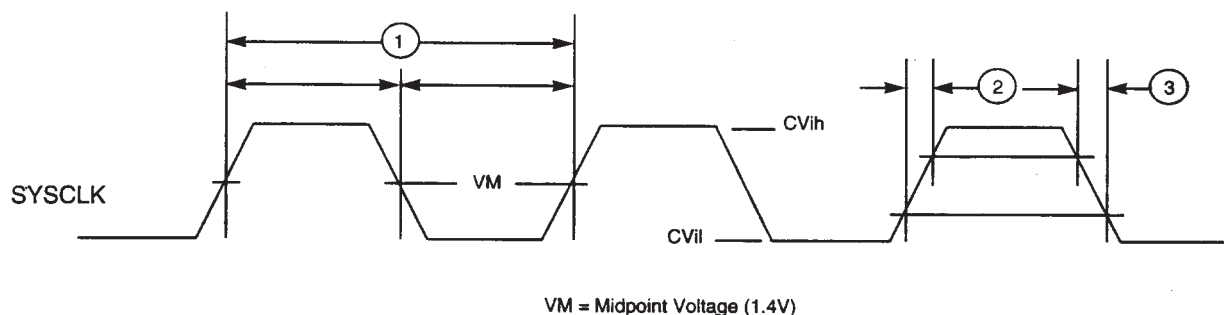 1
2
3
CVih
SYSCLK
VM
CVil
VM = Midpoint Voltage (1.4V)